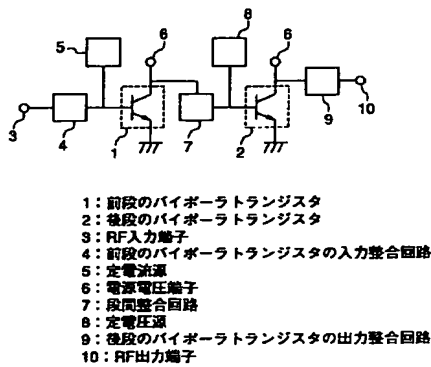 8
6
6
5
3
4
1
7
2
9
10
1：前段のバイポーラトランジスタ
2：後段のバイポーラトランジスタ
3：RF入力端子
4：前段のバイポーラトランジスタの入力整合回路
5：定電流源
6：電源電圧端子
7：段間整合回路
8：定電圧源
9：後段のバイポーラトランジスタの出力整合回路
10：RF出力端子